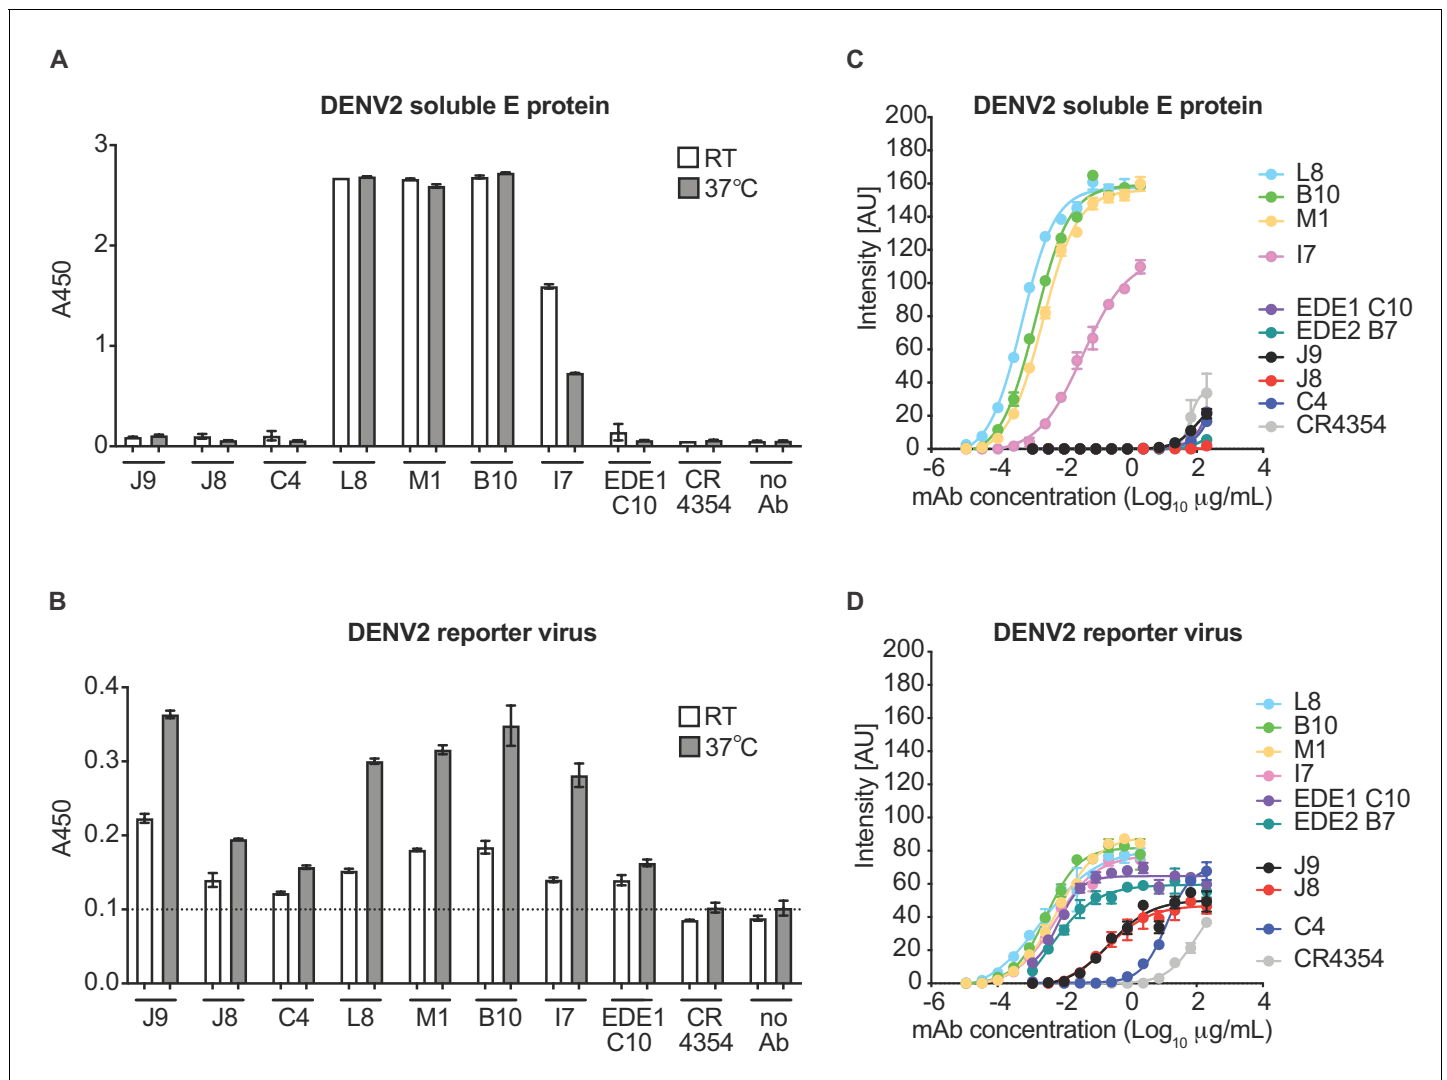 A
DENV2 soluble E protein
RT
37°C
3
2
1
0
A450
J9
J8
C4
L8
M1
B10
I7
EDE1
C10
CR
4354
no
Ab
C
DENV2 soluble E protein
200
180
160
140
120
100
80
60
40
20
0
Intensity [AU]
-6
-4
-2
0
2
4
mAb concentration (Log10 μg/mL)
L8
B10
M1
I7
EDE1 C10
EDE2 B7
J9
J8
C4
CR4354
B
DENV2 reporter virus
RT
37°C
0.4
0.3
0.2
0.1
0.0
A450
J9
J8
C4
L8
M1
B10
I7
EDE1
C10
CR
4354
no
Ab
D
DENV2 reporter virus
200
180
160
140
120
100
80
60
40
20
0
Intensity [AU]
-6
-4
-2
0
2
4
mAb concentration (Log10 μg/mL)
L8
B10
M1
I7
EDE1 C10
EDE2 B7
J9
J8
C4
CR4354